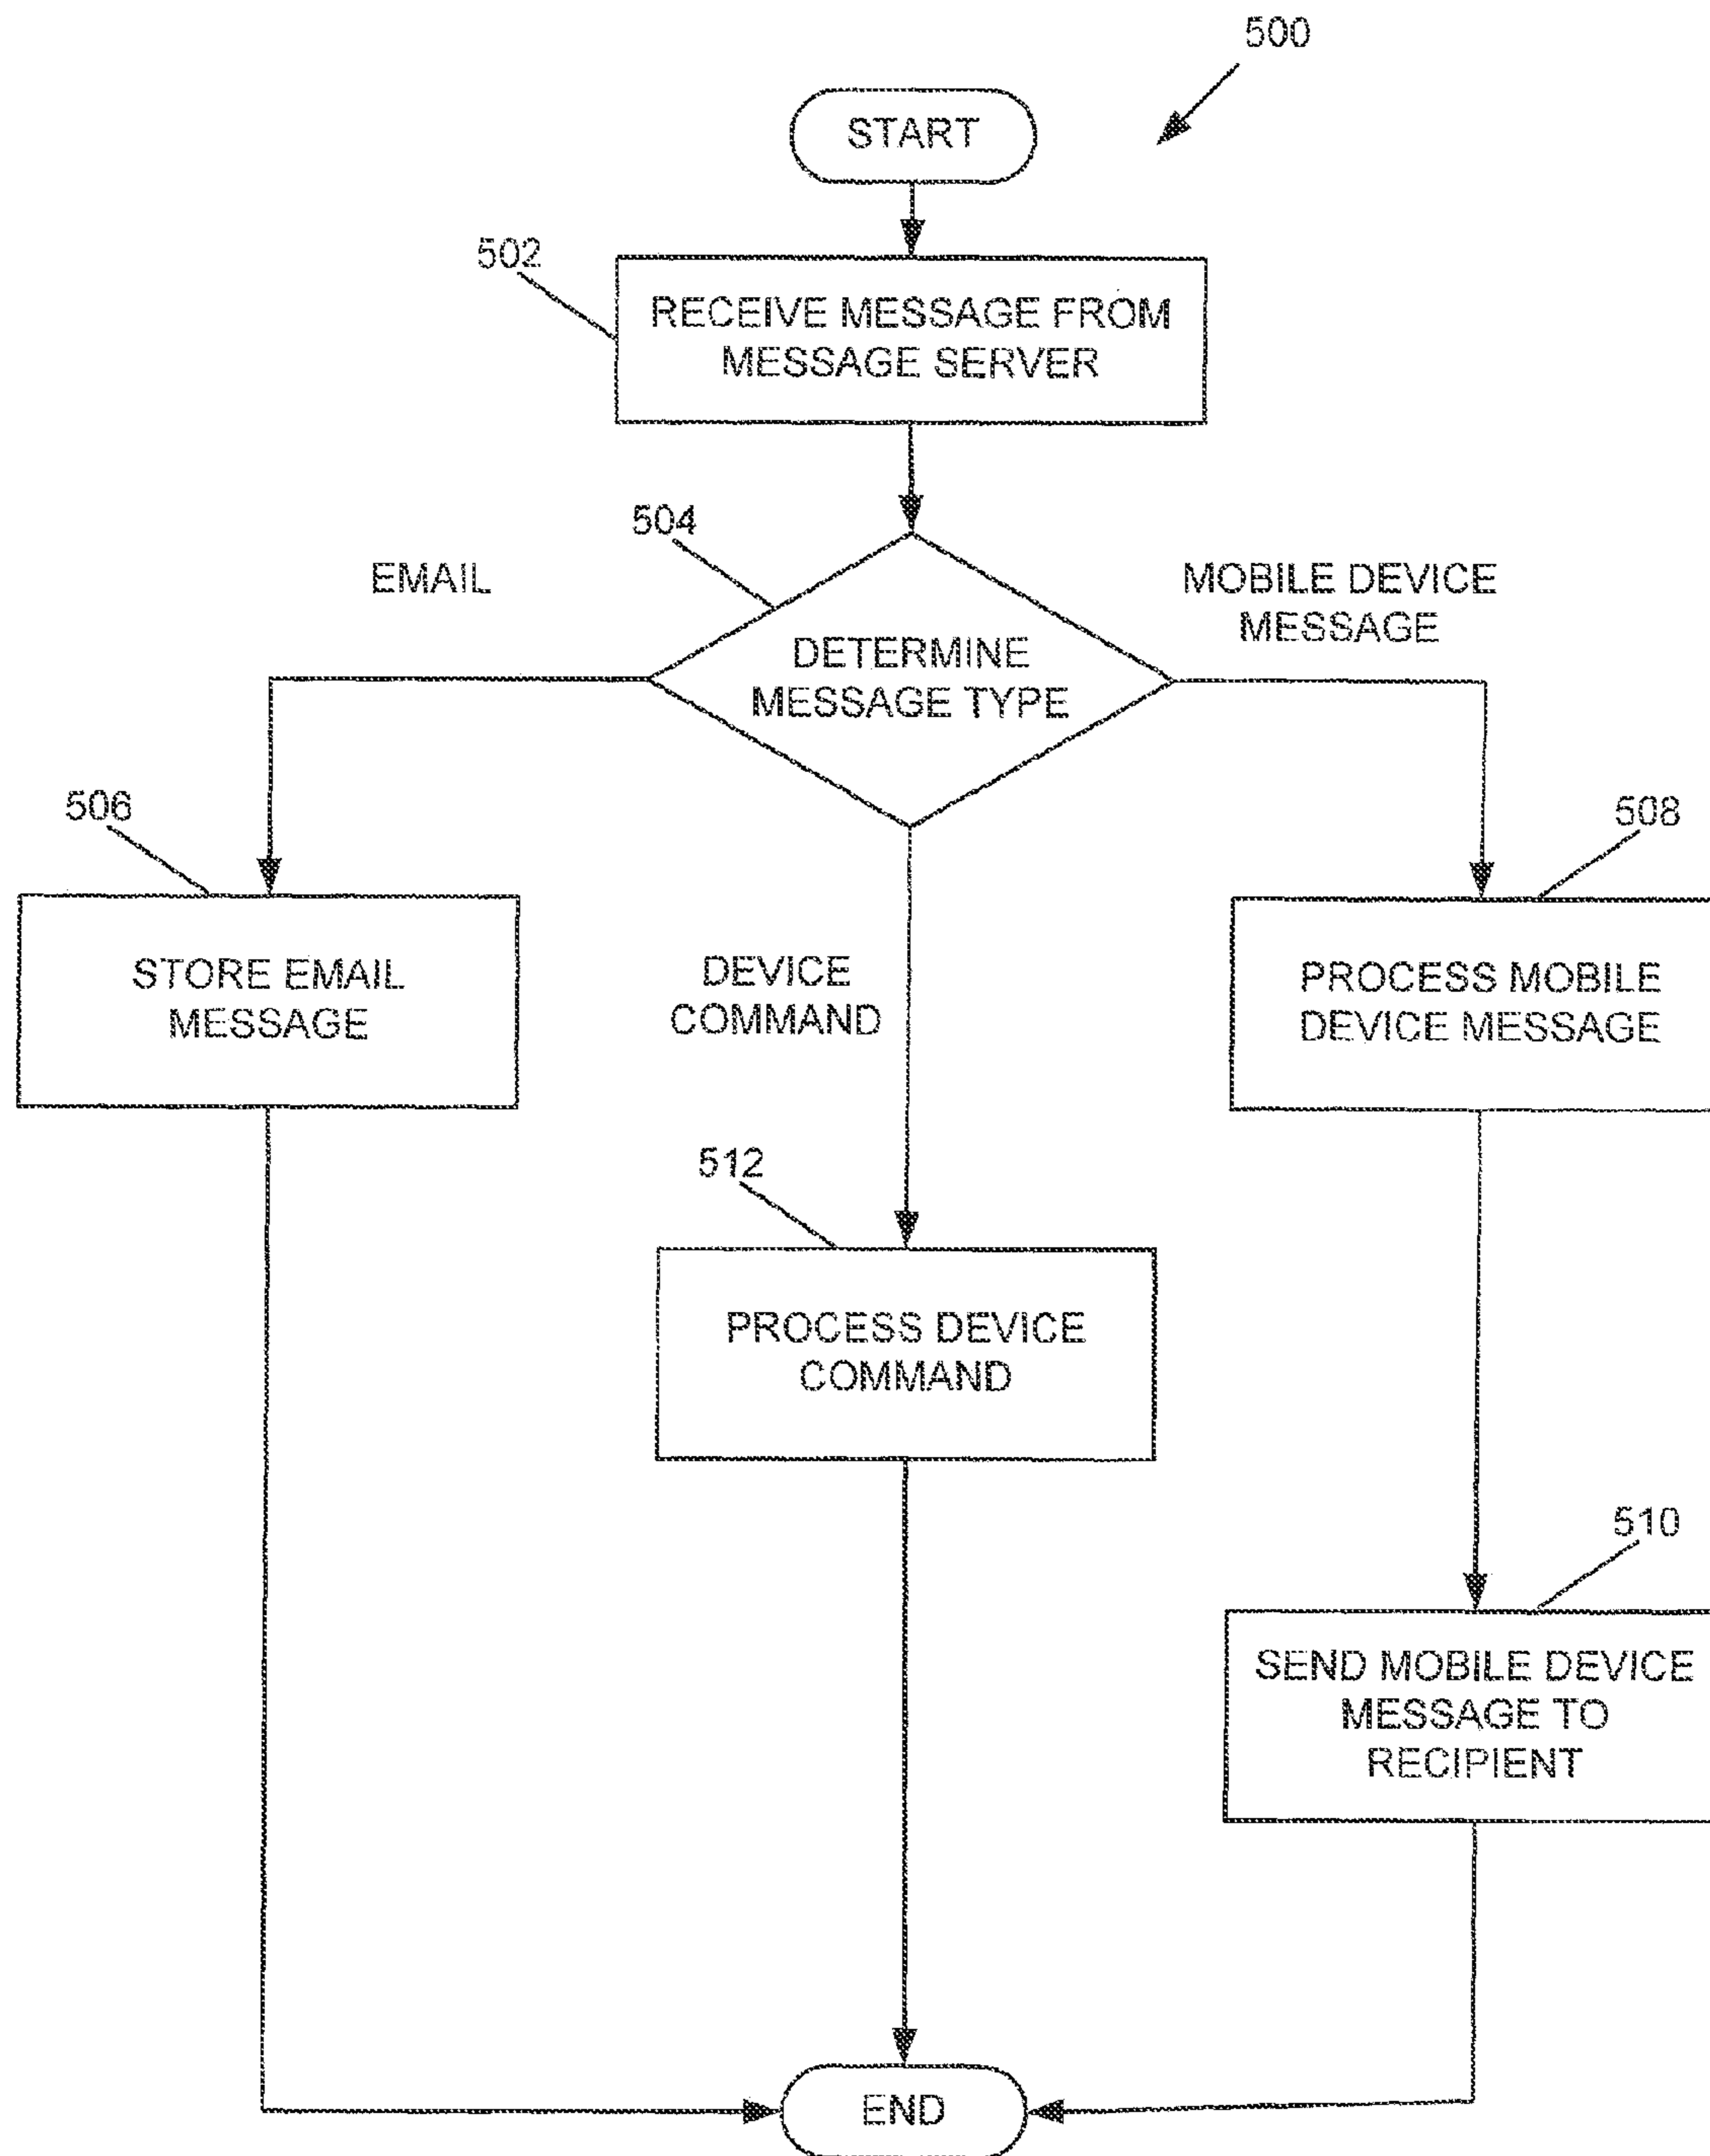 500
START
502
RECEIVE MESSAGE FROM
MESSAGE SERVER
504
EMAIL
MOBILE DEVICE
MESSAGE
DETERMINE
MESSAGE TYPE
506
508
STORE EMAIL
MESSAGE
DEVICE
COMMAND
PROCESS MOBILE
DEVICE MESSAGE
512
PROCESS DEVICE
COMMAND
510
SEND MOBILE DEVICE
MESSAGE TO
RECIPIENT
END